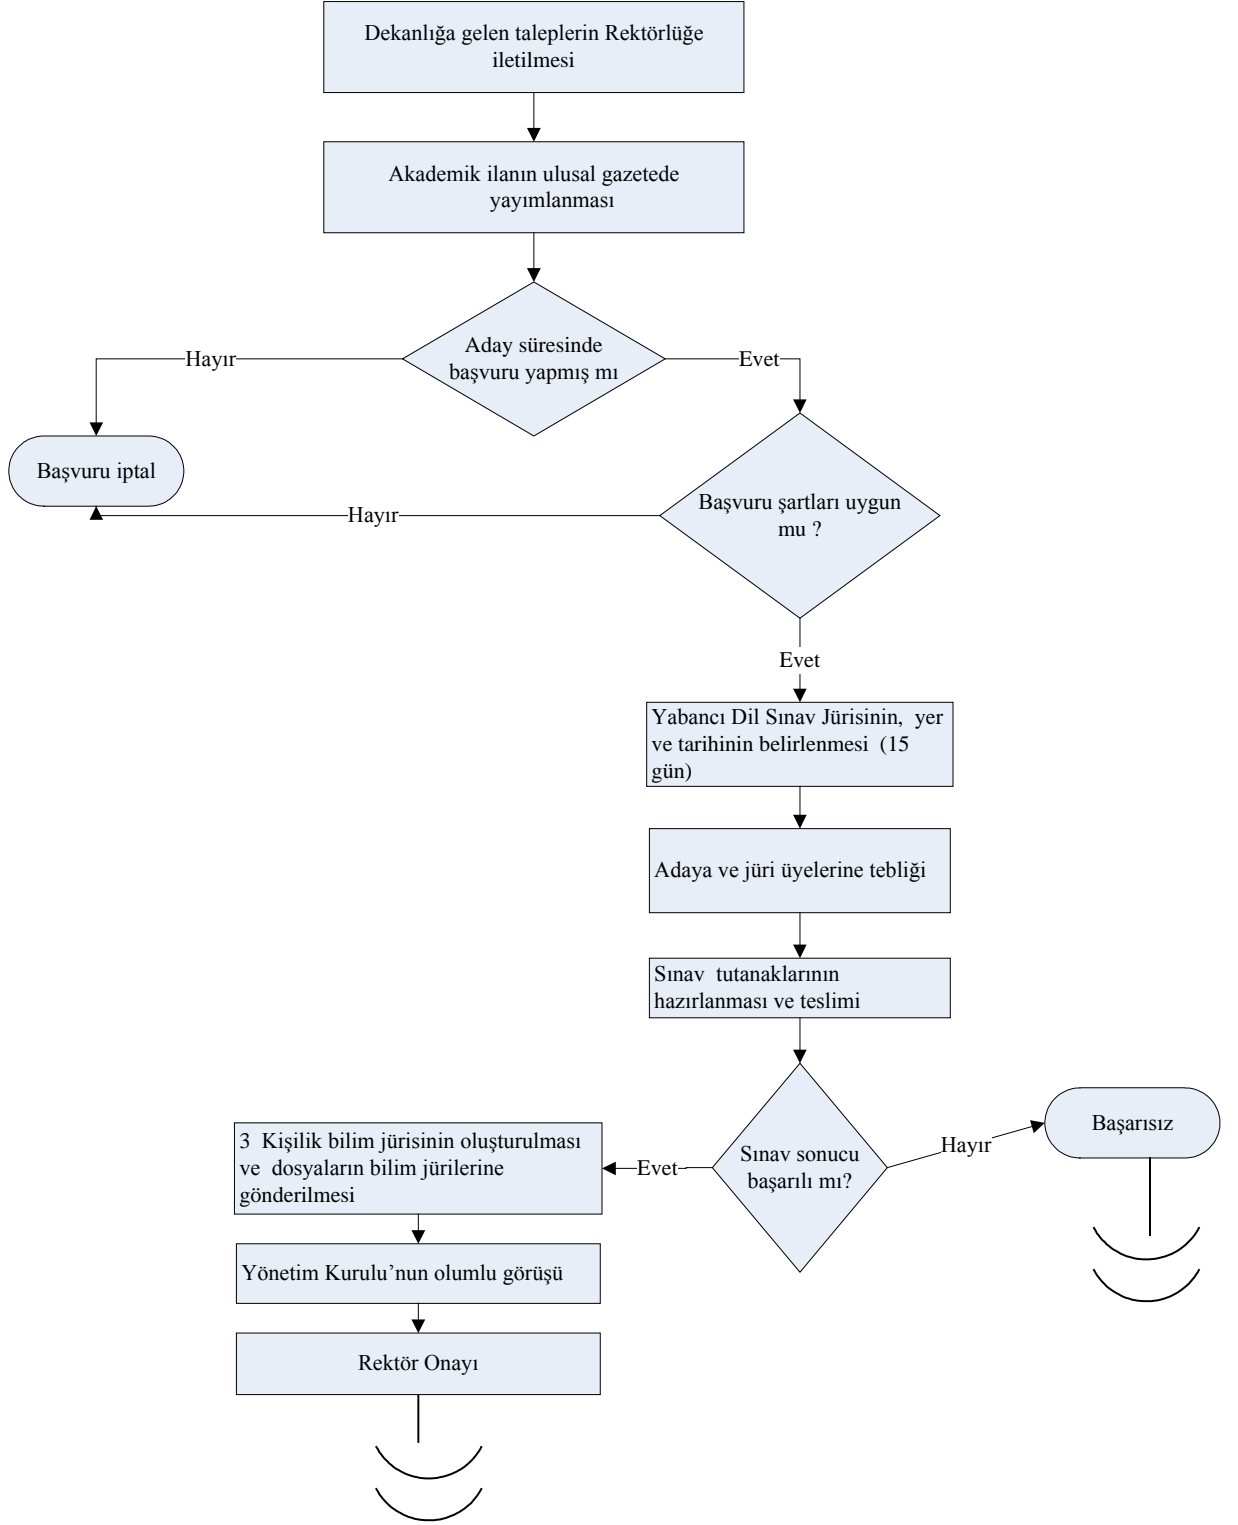 Dekanlığa gelen taleplerin Rektörlüğe
iletilmesi
Akademik ilanın ulusal gazetede
yayımlanması
Aday süresinde
başvuru yapmış mı
Hayır
Evet
Başvuru iptal
Başvuru şartları uygun
mu ?
Hayır
Evet
Yabancı Dil Sınav Jürisinin,  yer
ve tarihinin belirlenmesi  (15
gün)
Adaya ve jüri üyelerine tebliği
Sınav  tutanaklarının
hazırlanması ve teslimi
Sınav sonucu
başarılı mı?
Hayır
Başarısız
Evet
3  Kişilik bilim jürisinin oluşturulması
ve  dosyaların bilim jürilerine
gönderilmesi
Yönetim Kurulu’nun olumlu görüşü
Rektör Onayı